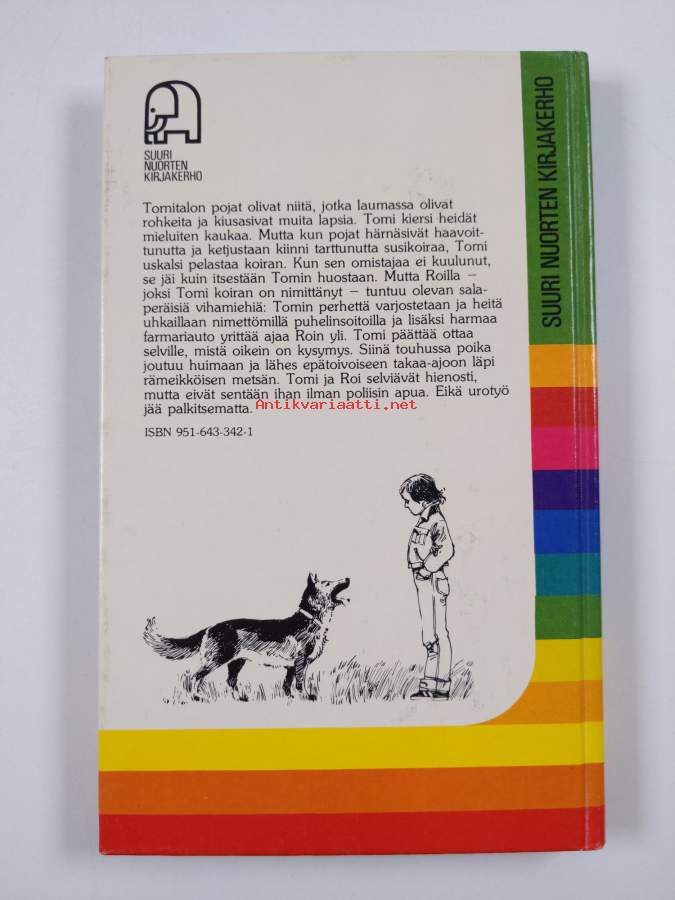 SUURI
NUORTEN
KIRJAKERHO
Tornitalon pojat olivat niitä, jotka laumassa olivat
rohkeita ja kiusasivat muita lapsia. Tomi kiersi heidät
mieluiten kaukaa. Mutta kun pojat härnäsivät haavoit-
tunutta ja ketjustaan kiinni tarttunutta susikoiraa, Tomi
uskalsi pelastaa koiran. Kun sen omistajaa ei kuulunut,
se jäi kuin itsestään Tomin huostaan. Mutta Roilla —
joksi Tomi koiran on nimittänyt — tuntuu olevan sala-
peräisiä vihamiehiä: Tomin perhettä varjostetaan ja heitä
uhkaillaan nimettömillä puhelinsoitoilla ja lisäksi harmaa
farmariauto yrittää ajaa Roin yli. Tomi päättää ottaa
selville, mistä oikein on kysymys. Siinä touhussa poika
joutuu huimaan ja lähes epätoivoiseen takaa-ajoon läpi
rämeikköisen metsän. Tomi ja Roi selviävät hienosti,
mutta eivät sentään ihan ilman poliisin apua. Eikä urotyö
jää palkitsematta.
Antikvariaatti.net
ISBN 951-643-342-1
SUURI NUORTEN KIRJAKERHO